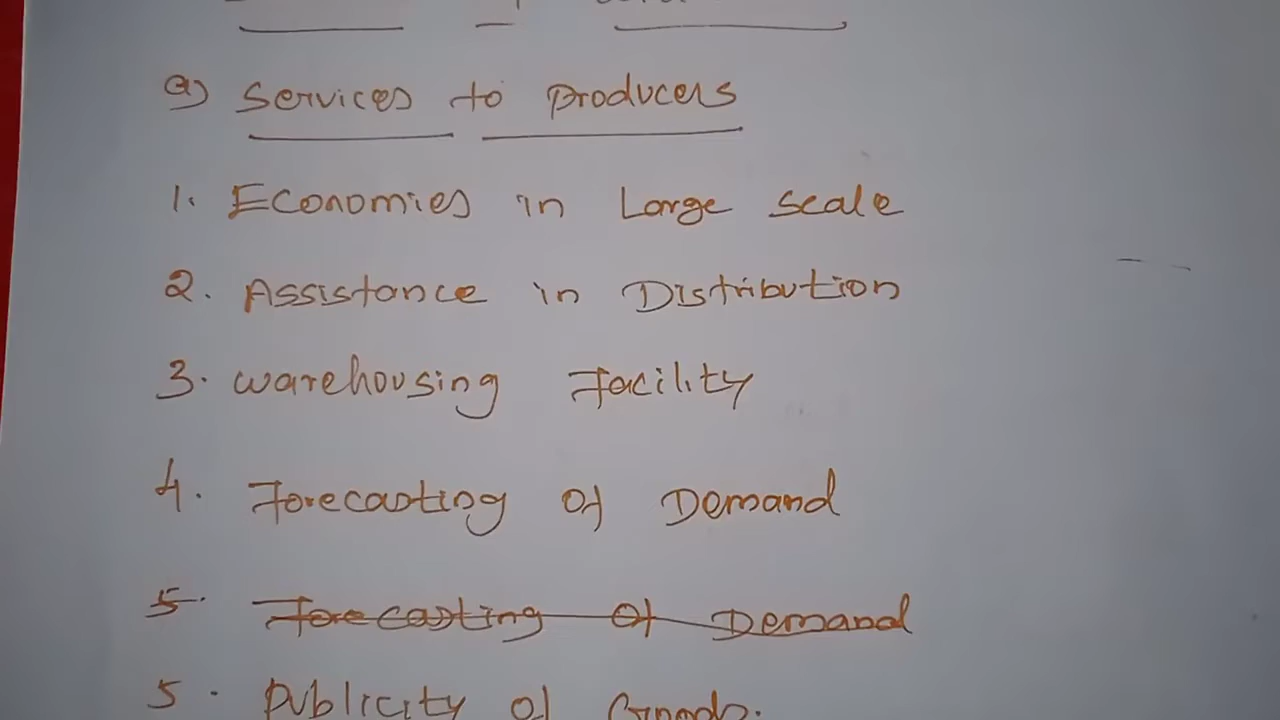 a) Services to Producers
1. Economies in Large Scale
2. Assistance in Distribution
3. Warehousing Facility
4. Forecasting Of Demand
5. Forecasting Of Demand
5. Publicity Of Goods.